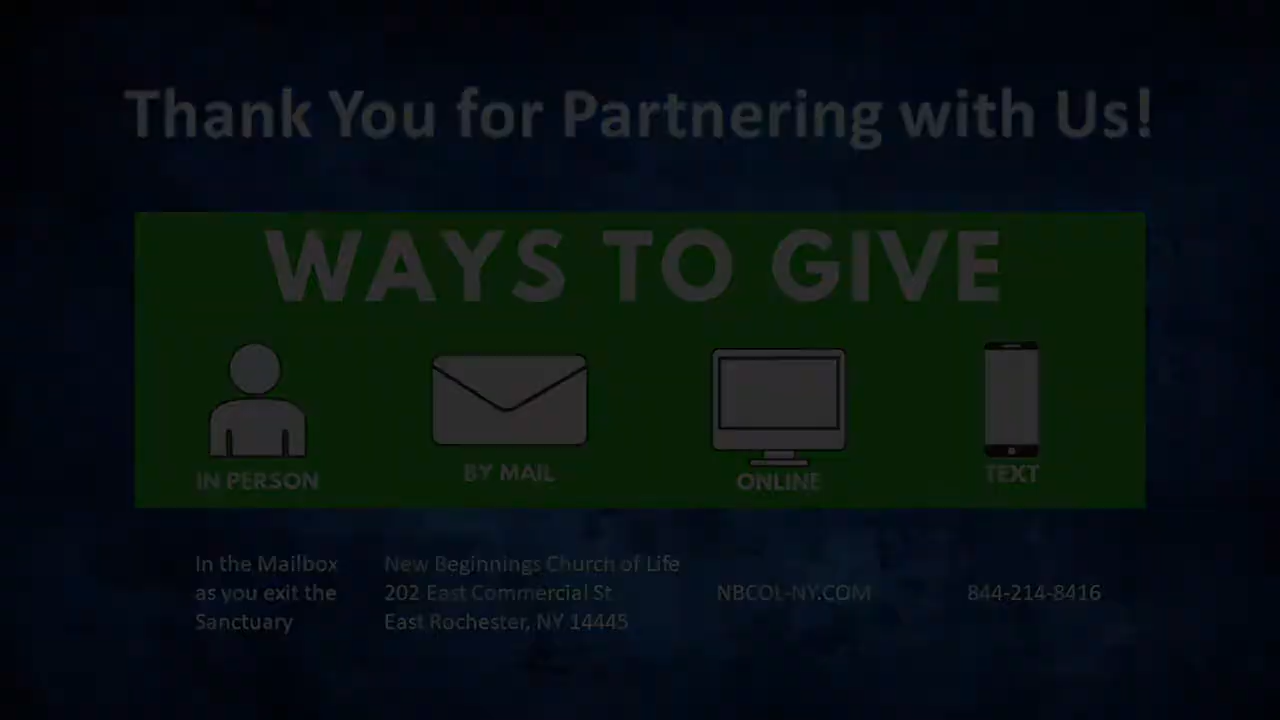 Thank You for Partnering with Us!
WAYS TO GIVE
IN PERSON
BY MAIL
ONLINE
TEXT
In the Mailbox
as you exit the
Sanctuary
New Beginnings Church of Life
202 East Commercial St
East Rochester, NY 14445
NBCOL-NY.COM
844-214-8416